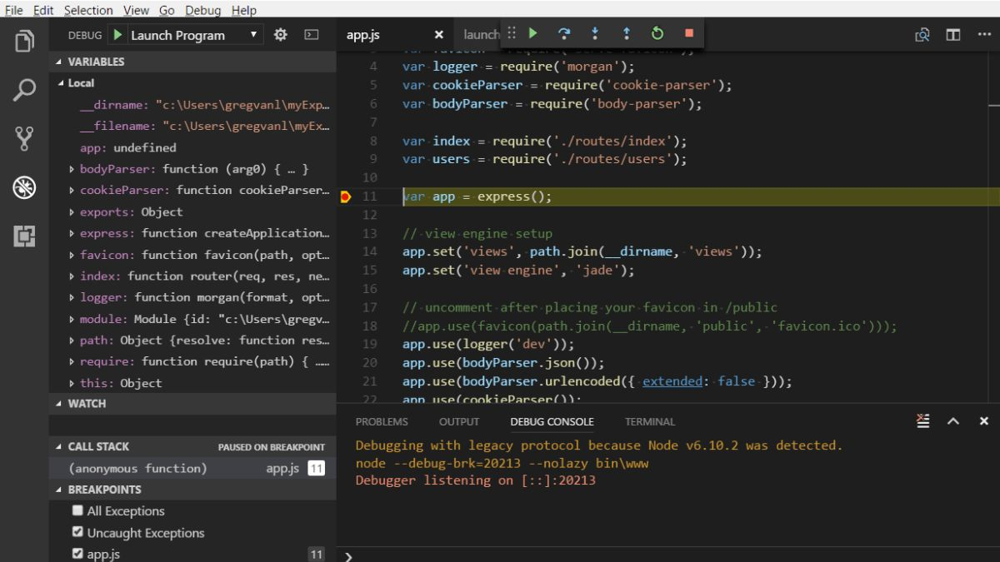 File Edit Selection View Go Debug Help
DEBUG Launch Program
app.js launch
VARIABLES
Local
__dirname: "c:\Users\gregvanl\myExp…
__filename: "c:\Users\gregvanl\myEx…
app: undefined
bodyParser: function (arg0) { … }
cookieParser: function cookieParser…
exports: Object
express: function createApplication…
favicon: function favicon(path, opt…
index: function router(req, res, ne…
logger: function morgan(format, opt…
module: Module {id: "c:\Users\gregv…
path: Object {resolve: function res…
require: function require(path) { ……
this: Object
WATCH
CALL STACK PAUSED ON BREAKPOINT
(anonymous function) app.js 11
BREAKPOINTS
All Exceptions
Uncaught Exceptions
app.js 11
3 var favicon = require('serve-favicon');
4 var logger = require('morgan');
5 var cookieParser = require('cookie-parser');
6 var bodyParser = require('body-parser');
7
8 var index = require('./routes/index');
9 var users = require('./routes/users');
10
11 var app = express();
12
13 // view engine setup
14 app.set('views', path.join(__dirname, 'views'));
15 app.set('view engine', 'jade');
16
17 // uncomment after placing your favicon in /public
18 //app.use(favicon(path.join(__dirname, 'public', 'favicon.ico')));
19 app.use(logger('dev'));
20 app.use(bodyParser.json());
21 app.use(bodyParser.urlencoded({ extended: false }));
22 app.use(cookieParser());
PROBLEMS OUTPUT DEBUG CONSOLE TERMINAL
Debugging with legacy protocol because Node v6.10.2 was detected.
node --debug-brk=20213 --nolazy bin\www
Debugger listening on [::]:20213